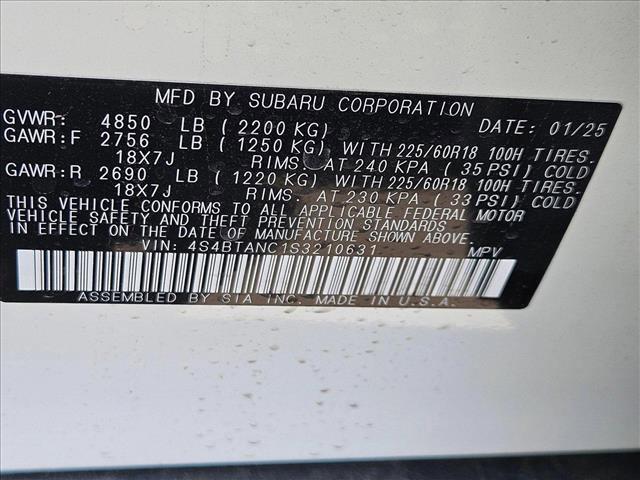 MFD BY SUBARU CORPORATION
GVWR: 4850 LB (2200 KG) DATE: 01/25
GAWR:F 2756 LB (1250 KG), WITH 225/60R18 100H TIRES.
18X7J RIMS. AT 240 KPA (35 PSI) COLD
GAWR:R 2690 LB (1220 KG), WITH 225/60R18 100H TIRES.
18X7J RIMS. AT 230 KPA (33 PSI) COLD
THIS VEHICLE CONFORMS TO ALL APPLICABLE FEDERAL MOTOR
VEHICLE SAFETY AND THEFT PREVENTION STANDARDS
IN EFFECT ON THE DATE OF MANUFACTURE SHOWN ABOVE.
VIN: 4S4BTANC1S3210631 MPV
ASSEMBLED BY SIA INC. MADE IN U.S.A.